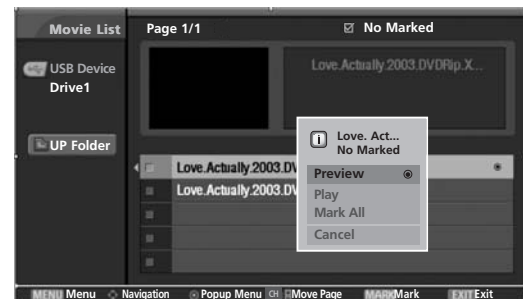 Movie List
Page 1/1
No Marked
USB Device
Drive1
Love.Actually.2003.DVDRip.X...
UP Folder
Love. Act...
No Marked
Love.Actually.2003.DV
Love.Actually.2003.DV
Preview
Play
Mark All
Cancel
MENU Menu Navigation Popup Menu CH Move Page MARK Mark EXIT Exit